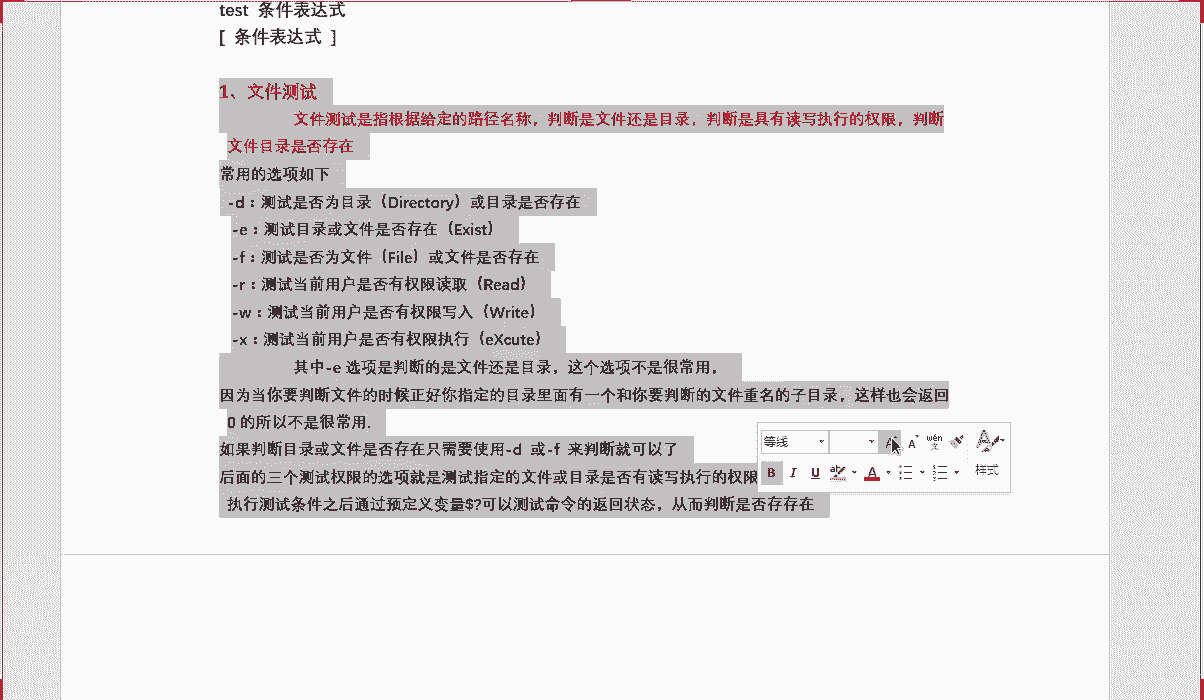 test 条件表达式
[ 条件表达式 ]
1、文件测试
文件测试是指根据给定的路径名称，判断是文件还是目录，判断是具有读写执行的权限，判断
文件目录是否存在
常用的选项如下
-d：测试是否为目录（Directory）或目录是否存在
-e：测试目录或文件是否存在（Exist）
-f：测试是否为文件（File）或文件是否存在
-r：测试当前用户是否有权限读取（Read）
-w：测试当前用户是否有权限写入（Write）
-x：测试当前用户是否有权限执行（eXcute）
其中-e 选项是判断的是文件还是目录，这个选项不是很常用，
因为当你要判断文件的时候正好你指定的目录里面有一个和你要判断的文件重名的子目录，这样也会返回
0 的所以不是很常用.
如果判断目录或文件是否存在只需要使用-d 或-f 来判断就可以了
后面的三个测试权限的选项就是测试指定的文件或目录是否有读写执行的权限
执行测试条件之后通过预定义变量$?可以测试命令的返回状态，从而判断是否存存在
等线 A A wén 文 A
B I U ab A 样式